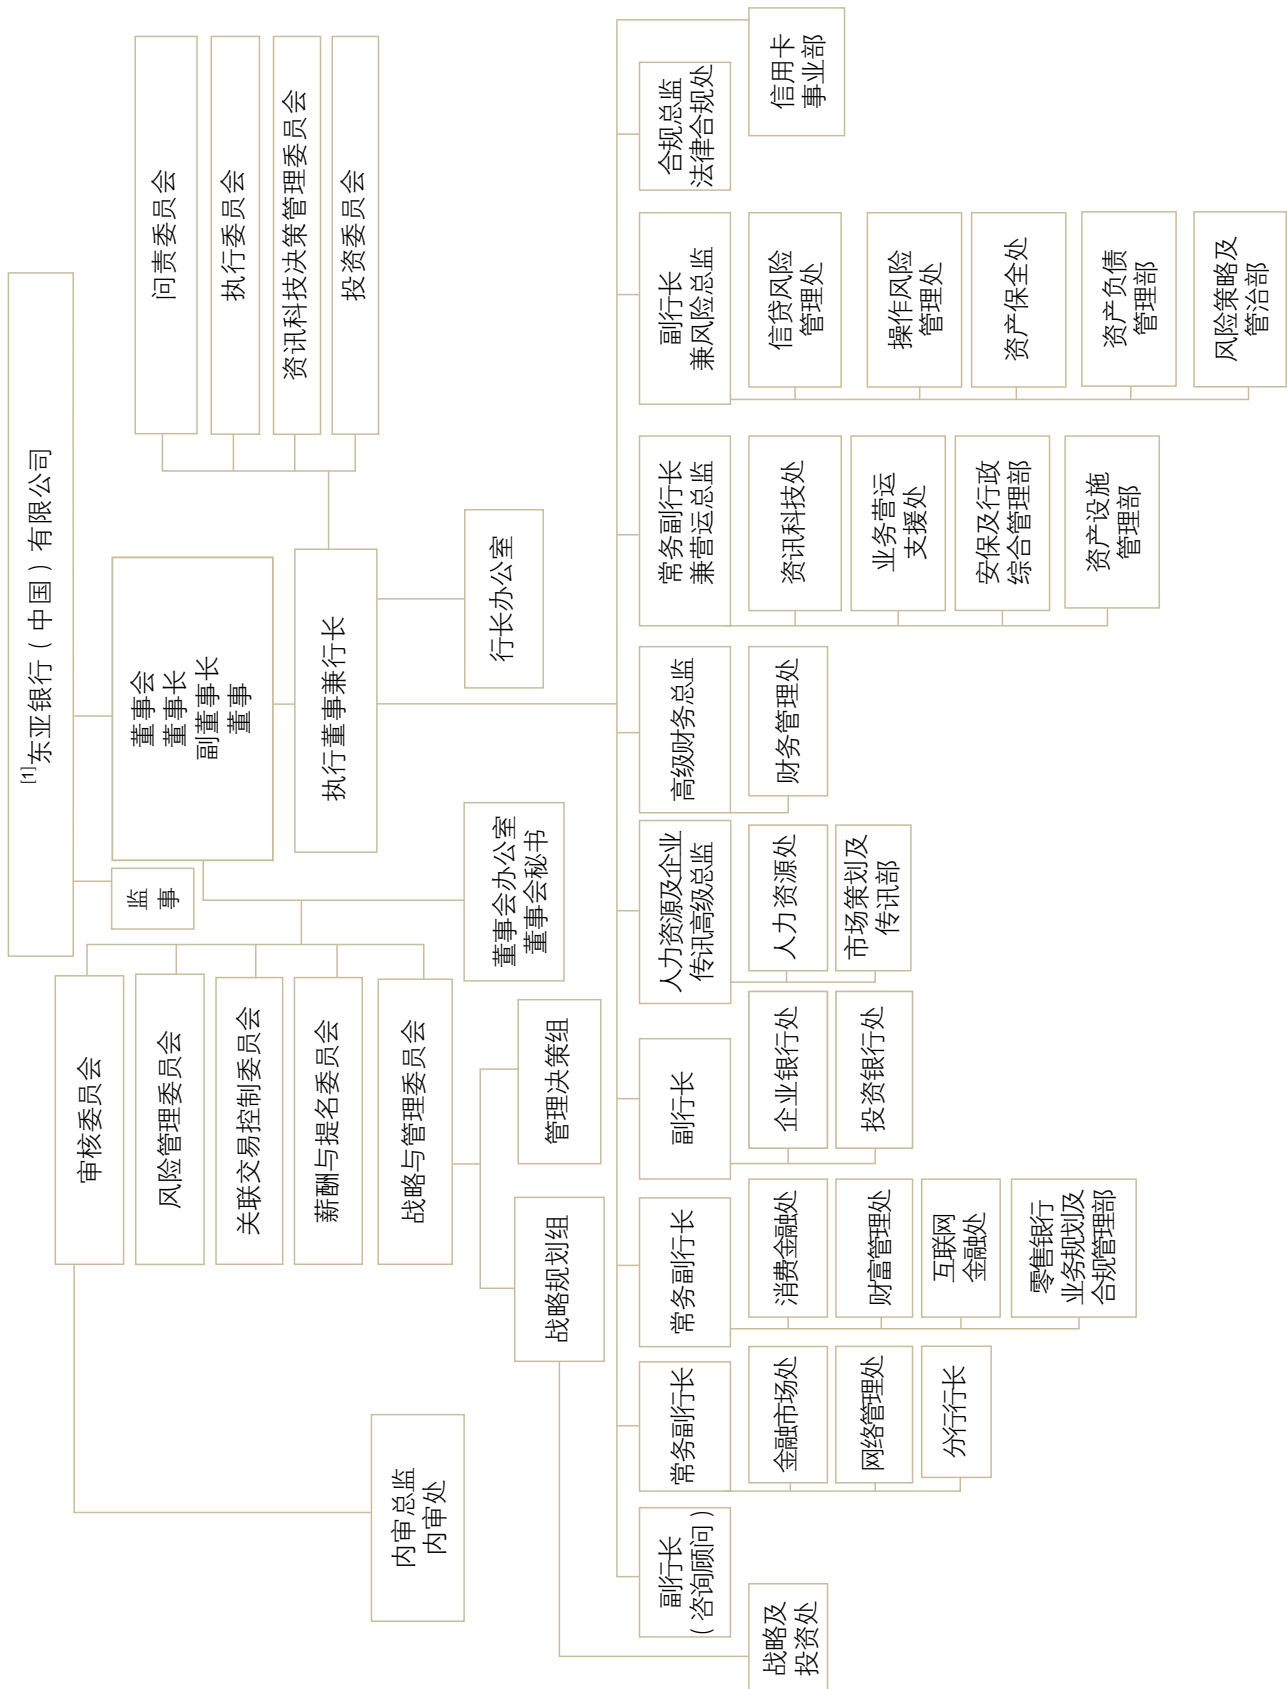 [1]东亚银行（中国）有限公司
监
事
董事会
董事长
副董事长
董事
审核委员会
风险管理委员会
关联交易控制委员会
薪酬与提名委员会
战略与管理委员会
问责委员会
执行委员会
资讯科技决策管理委员会
投资委员会
执行董事兼行长
内审总监
内审处
董事会办公室
董事会秘书
行长办公室
战略规划组
管理决策组
副行长
（咨询顾问）
常务副行长
常务副行长
副行长
人力资源及企业
传讯高级总监
高级财务总监
常务副行长
兼营运总监
副行长
兼风险总监
合规总监
法律合规处
战略及
投资处
金融市场处
网络管理处
分行行长
消费金融处
财富管理处
互联网
金融处
零售银行
业务规划及
合规管理部
企业银行处
投资银行处
人力资源处
市场策划及
传讯部
财务管理处
资讯科技处
业务营运
支援处
安保及行政
综合管理部
资产设施
管理部
信贷风险
管理处
操作风险
管理处
资产保全处
资产负债
管理部
风险策略及
管治部
信用卡
事业部